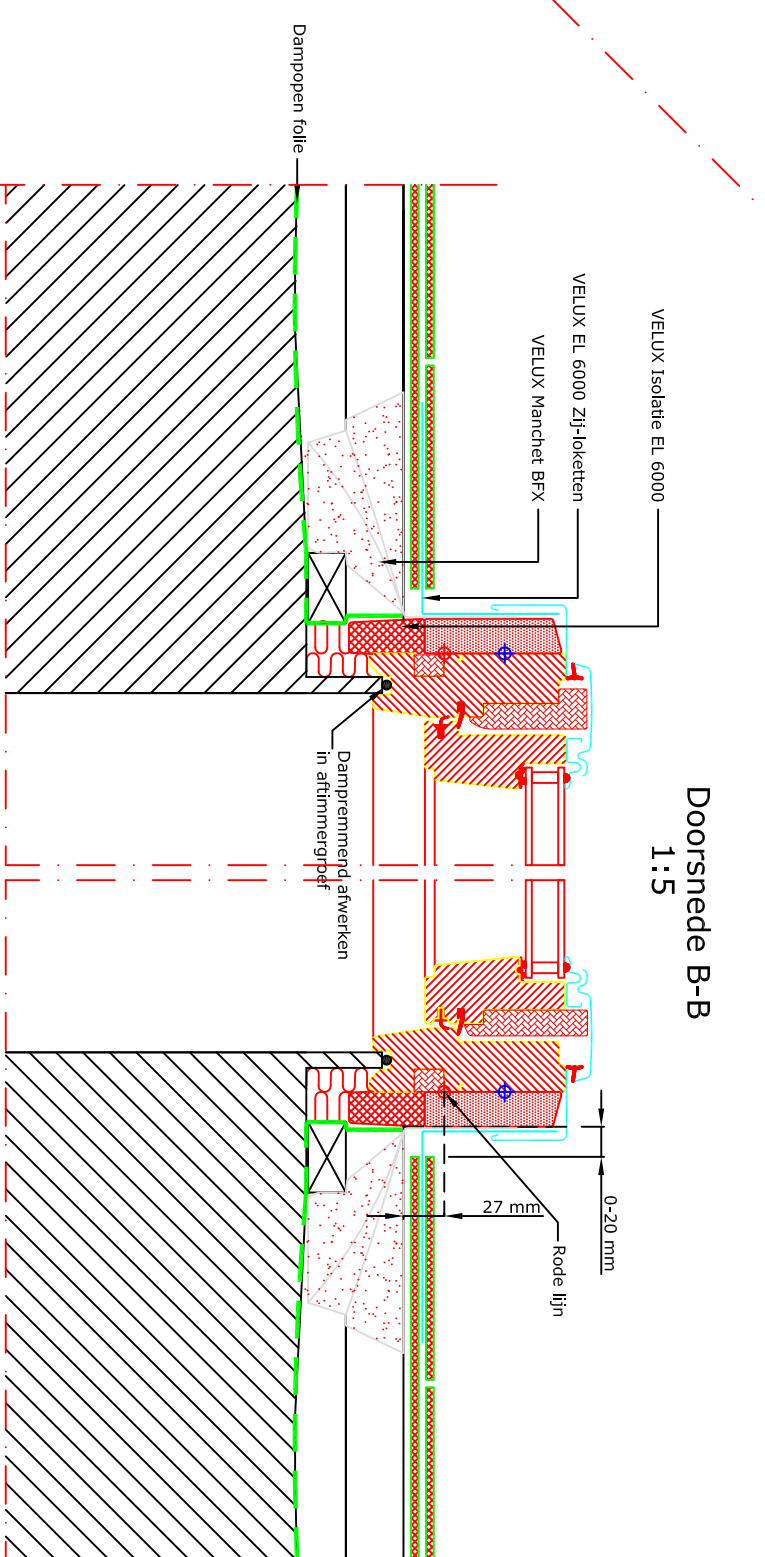 Doorsnede B-B
1:5
VELUX Isolatie EL 6000
VELUX EL 6000 Zij-loketten
VELUX Manchet BFX
Dampopen folie
Dampremmend afwerken
in aftimmergroef
0-20 mm
Rode lijn
27 mm